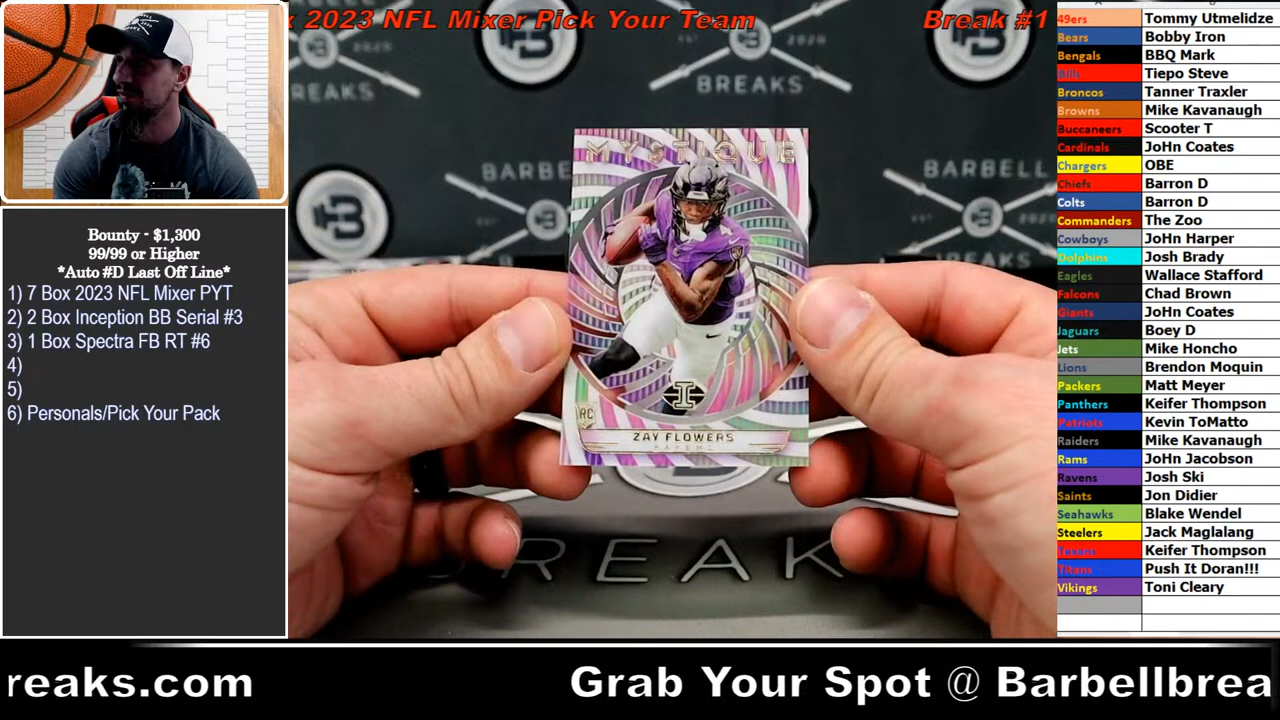 x 2023 NFL Mixer Pick Your Team
Break #1
BREAKS
BREAKS
BARBE
BARBELL
MYSTIQUE
RC
I
ZAY FLOWERS
RAVENS
BREAK
Bounty - $1,300
99/99 or Higher
*Auto #D Last Off Line*
1) 7 Box 2023 NFL Mixer PYT
2) 2 Box Inception BB Serial #3
3) 1 Box Spectra FB RT #6
4)
5)
6) Personals/Pick Your Pack
49ers Tommy Utmelidze
Bears Bobby Iron
Bengals BBQ Mark
Bills Tiepo Steve
Broncos Tanner Traxler
Browns Mike Kavanaugh
Buccaneers Scooter T
Cardinals JoHn Coates
Chargers OBE
Chiefs Barron D
Colts Barron D
Commanders The Zoo
Cowboys JoHn Harper
Dolphins Josh Brady
Eagles Wallace Stafford
Falcons Chad Brown
Giants JoHn Coates
Jaguars Boey D
Jets Mike Honcho
Lions Brendon Moquin
Packers Matt Meyer
Panthers Keifer Thompson
Patriots Kevin ToMatto
Raiders Mike Kavanaugh
Rams JoHn Jacobson
Ravens Josh Ski
Saints Jon Didier
Seahawks Blake Wendel
Steelers Jack Maglalang
Texans Keifer Thompson
Titans Push It Doran!!!
Vikings Toni Cleary
reaks.com
Grab Your Spot @ Barbellbrea